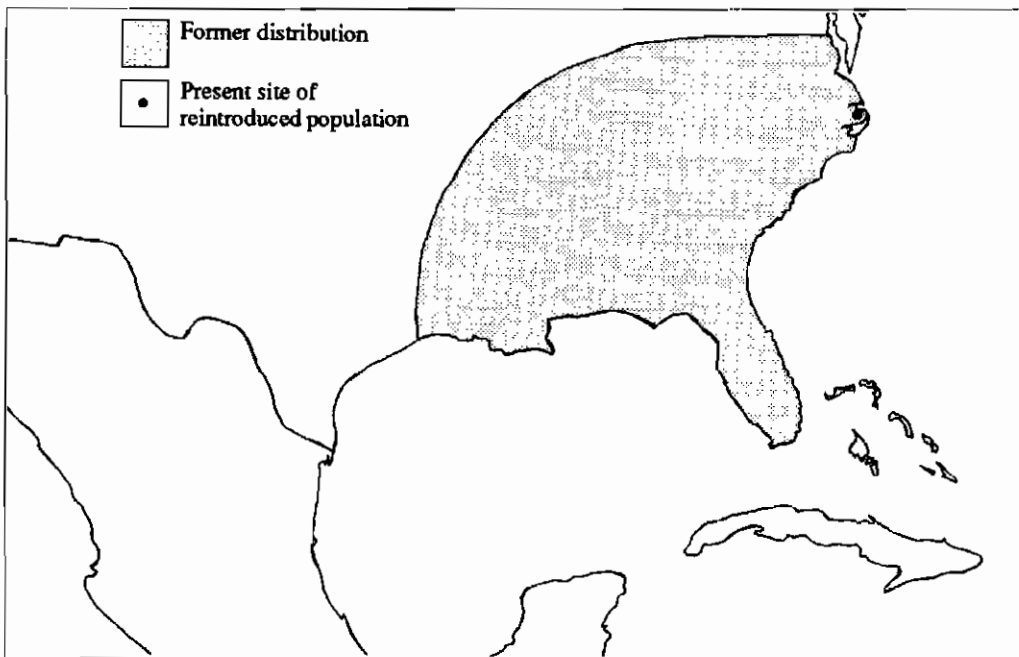 Former distribution
Present site of
reintroduced population